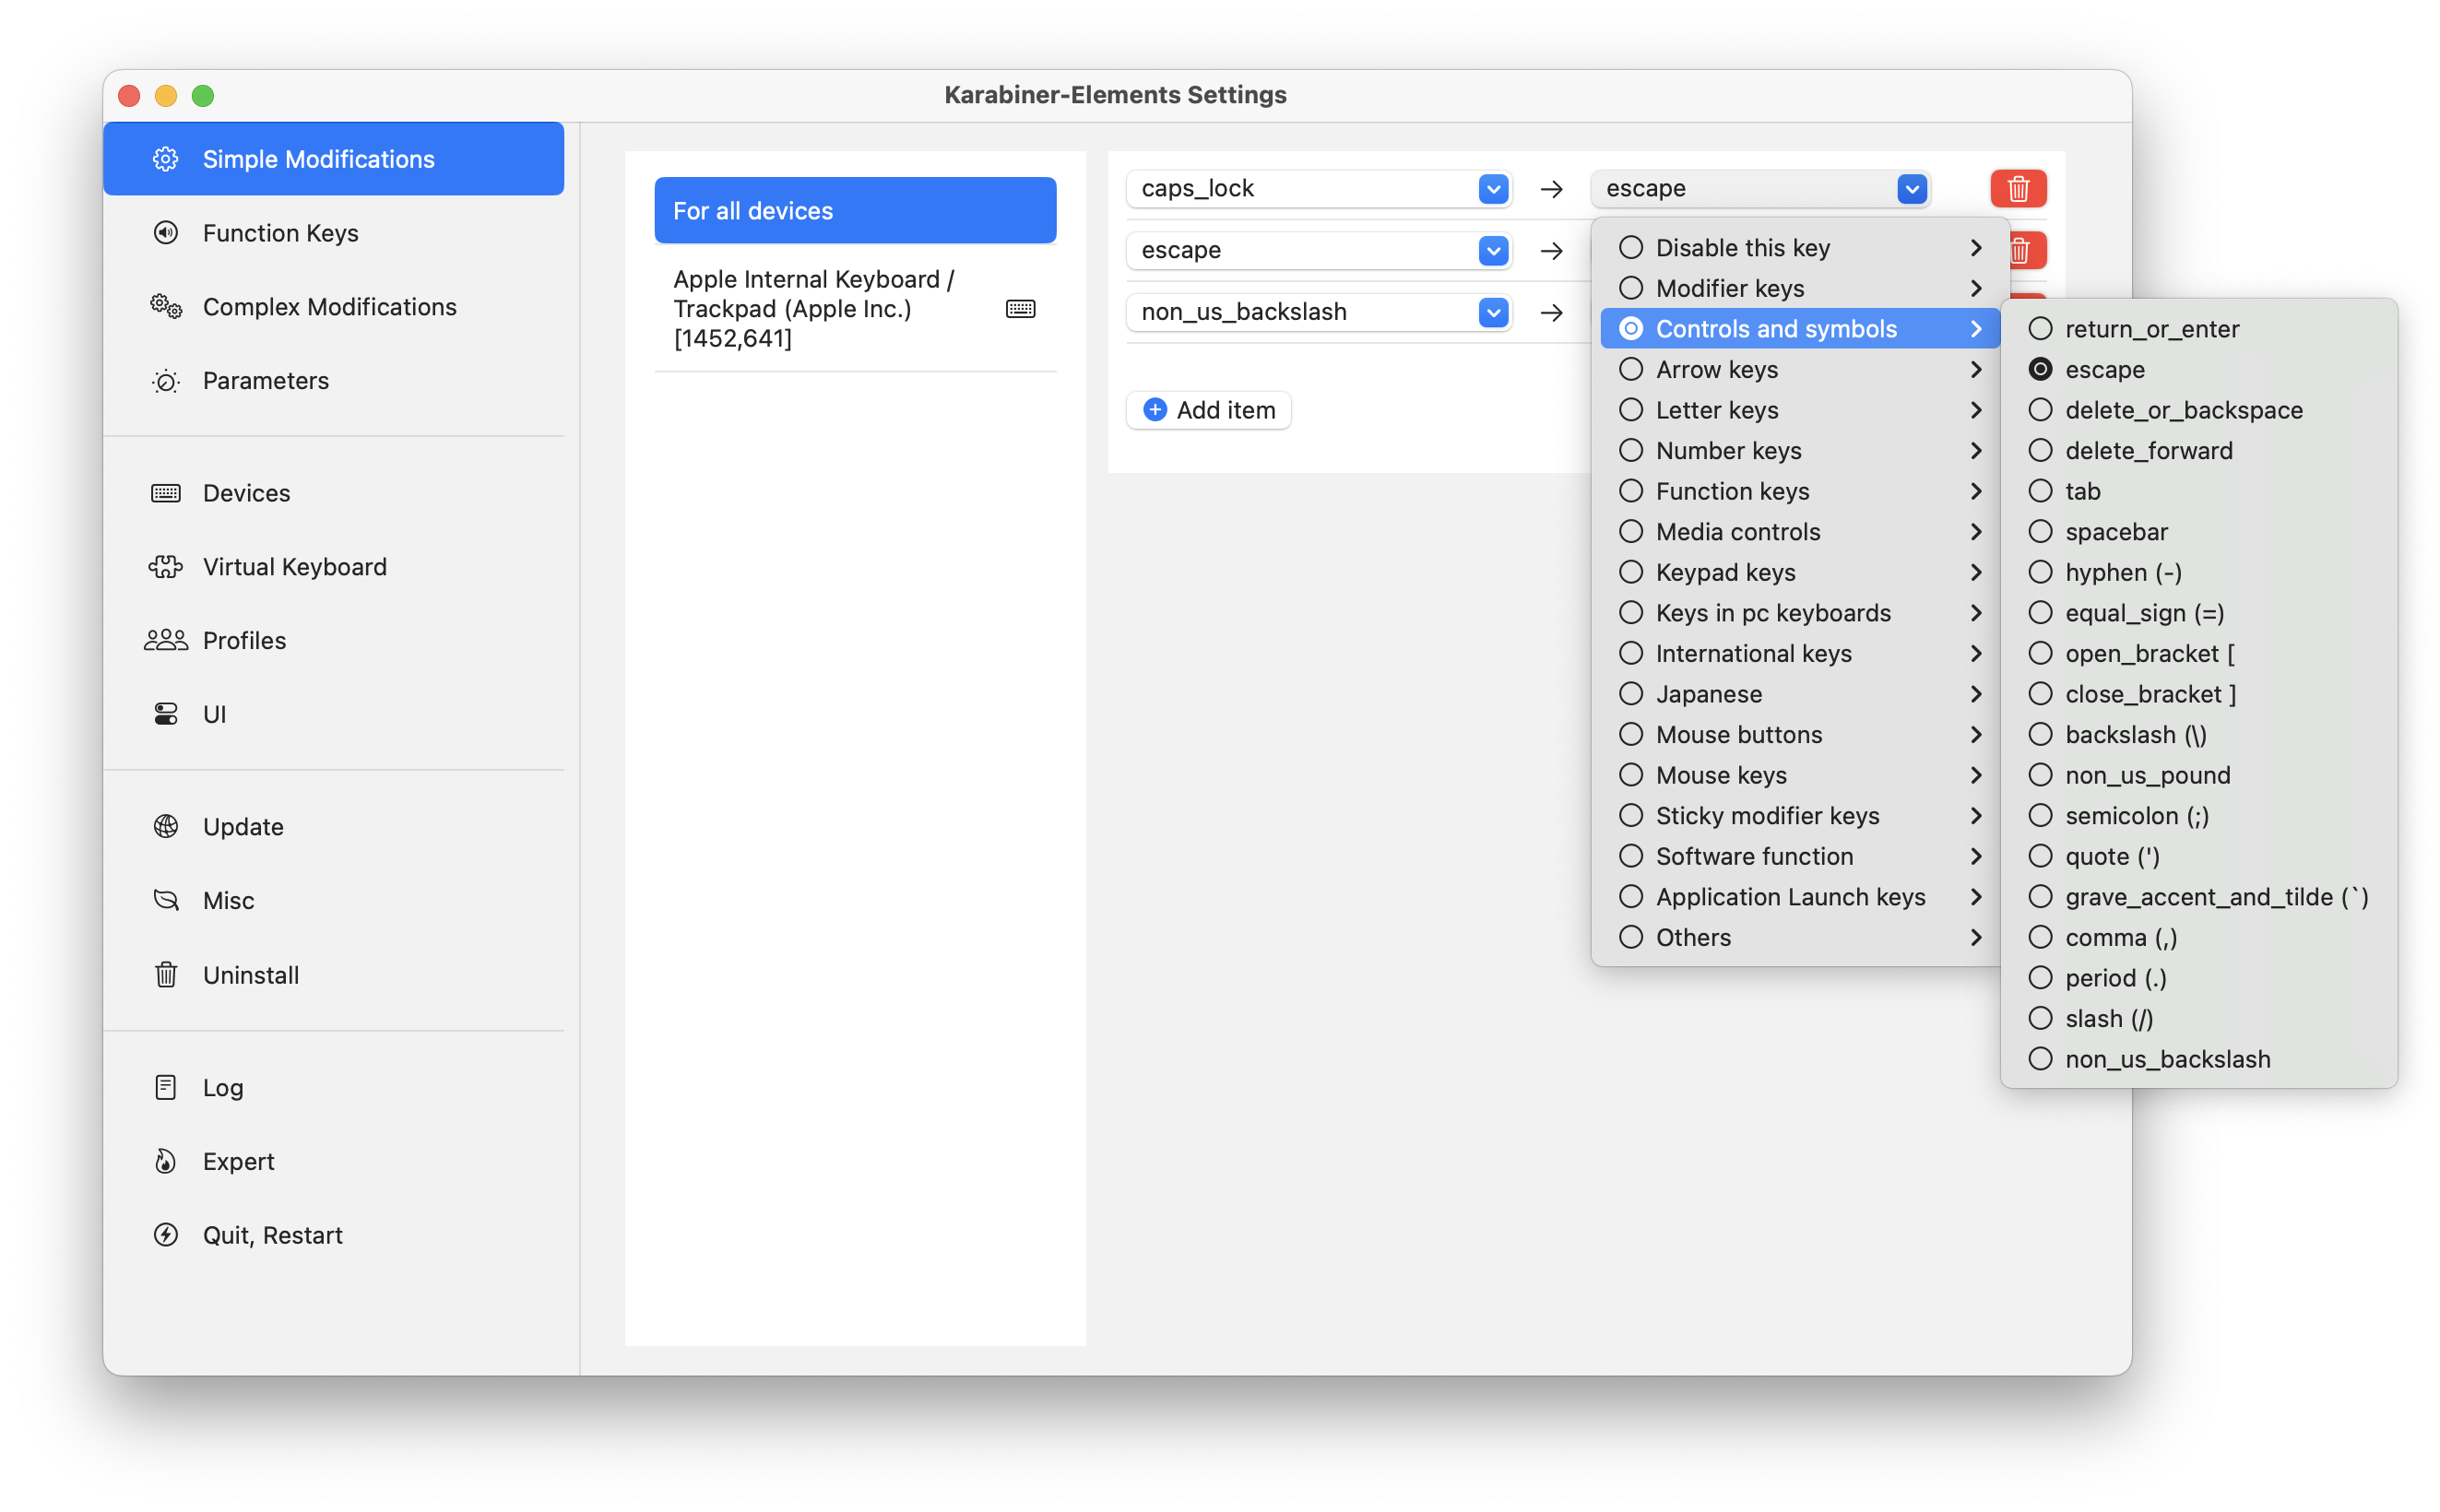 Karabiner-Elements Settings
Simple Modifications
Function Keys
Complex Modifications
Parameters
Devices
Virtual Keyboard
Profiles
UI
Update
Misc
Uninstall
Log
Expert
Quit, Restart
For all devices
Apple Internal Keyboard /
Trackpad (Apple Inc.)
[1452,641]
caps_lock → escape
escape →
non_us_backslash →
Add item
Disable this key
Modifier keys
Controls and symbols
Arrow keys
Letter keys
Number keys
Function keys
Media controls
Keypad keys
Keys in pc keyboards
International keys
Japanese
Mouse buttons
Mouse keys
Sticky modifier keys
Software function
Application Launch keys
Others
return_or_enter
escape
delete_or_backspace
delete_forward
tab
spacebar
hyphen (-)
equal_sign (=)
open_bracket [
close_bracket ]
backslash (\)
non_us_pound
semicolon (;)
quote (')
grave_accent_and_tilde (`)
comma (,)
period (.)
slash (/)
non_us_backslash